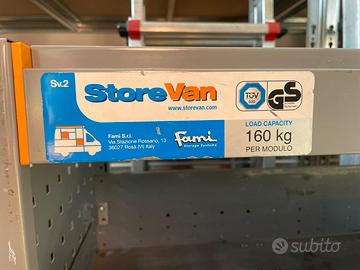 Sv.2
StoreVan
www.storevan.com
TÜV
GS
Fami S.r.l.
Via Stazione Rossano, 13
36027 Rosà (VI) Italy
Fami
Storage Systems
LOAD CAPACITY
160 kg
PER MODULO
subito